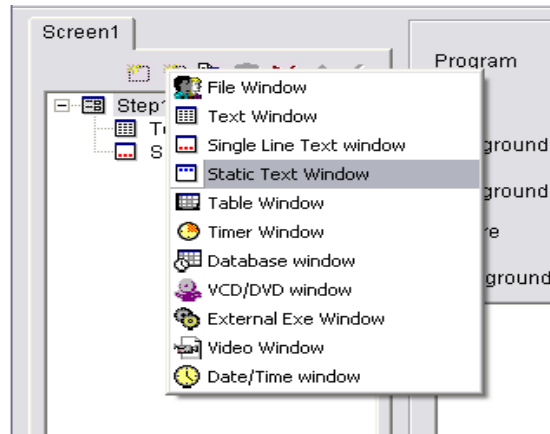 Screen1
Program
Step1
File Window
Text Window
Single Line Text window
Static Text Window
Table Window
Timer Window
Database window
VCD/DVD window
External Exe Window
Video Window
Date/Time window
ground
ground
re
ground